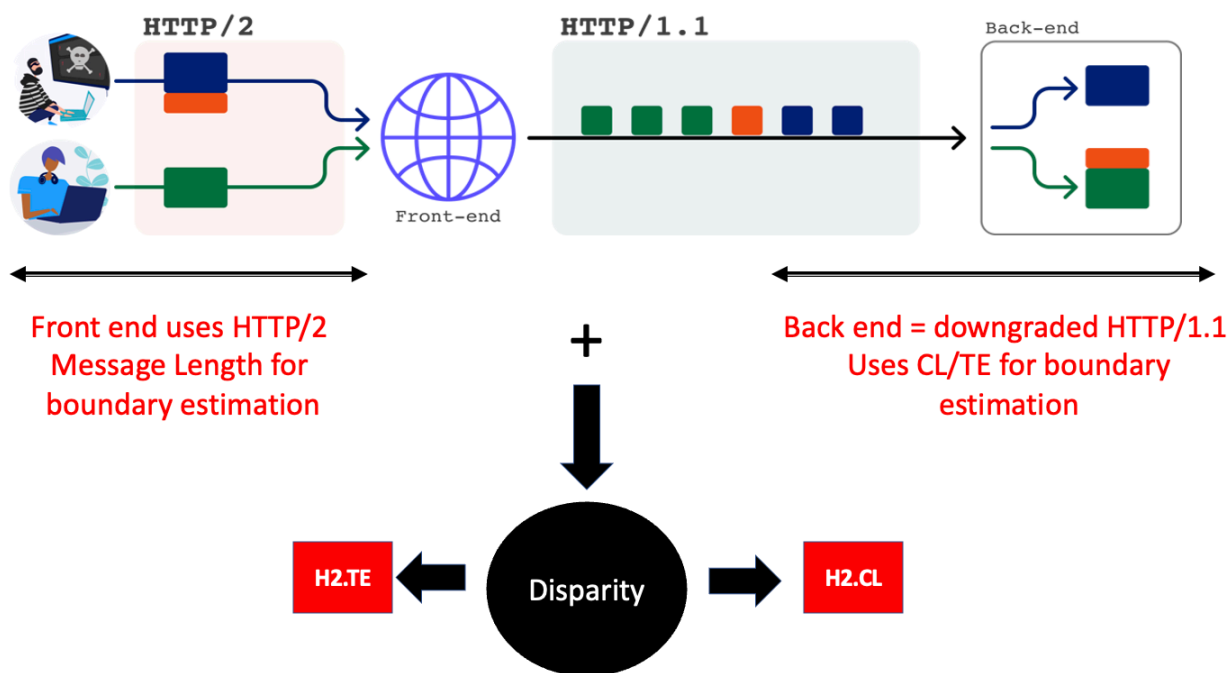 HTTP/2
HTTP/1.1
Back-end
Front-end
Front end uses HTTP/2
Message Length for
boundary estimation
+
Back end = downgraded HTTP/1.1
Uses CL/TE for boundary
estimation
H2.TE
Disparity
H2.CL